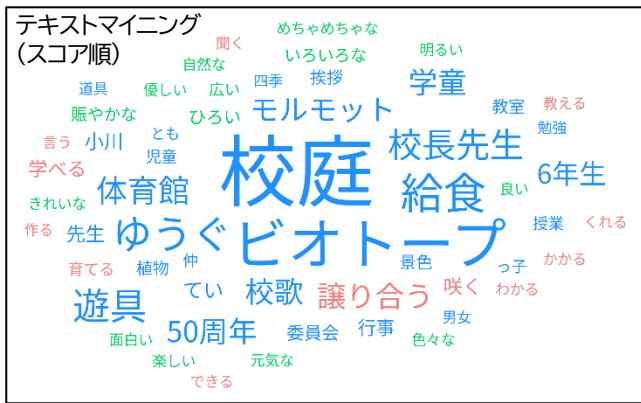 テキストマイニング
（スコア順）
めちゃめちゃな
聞く
いろいろな
明るい
自然な
道具
優しい
広い
四季
挨拶
学童
賑やかな
ひろい
モルモット
教室
教える
言う
小川
とも
校庭
校長先生
勉強
学べる
児童
体育館
給食
6年生
きれいな
良い
作る
先生
ゆうぐ
ビオトープ
授業
くれる
育てる
植物
仲
景色
っ子
かかる
遊具
てい
校歌
譲り合う
咲く
わかる
面白い
50周年
委員会
行事
男女
色々な
楽しい
元気な
できる